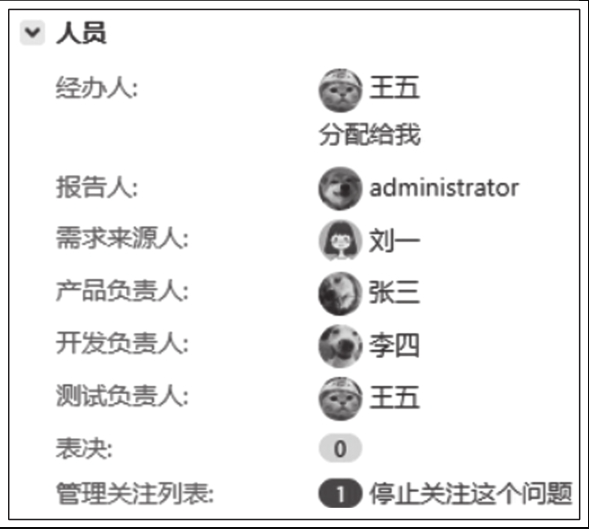 人员
经办人: 王五
分配给我
报告人: administrator
需求来源人: 刘一
产品负责人: 张三
开发负责人: 李四
测试负责人: 王五
表决: 0
管理关注列表: 1 停止关注这个问题